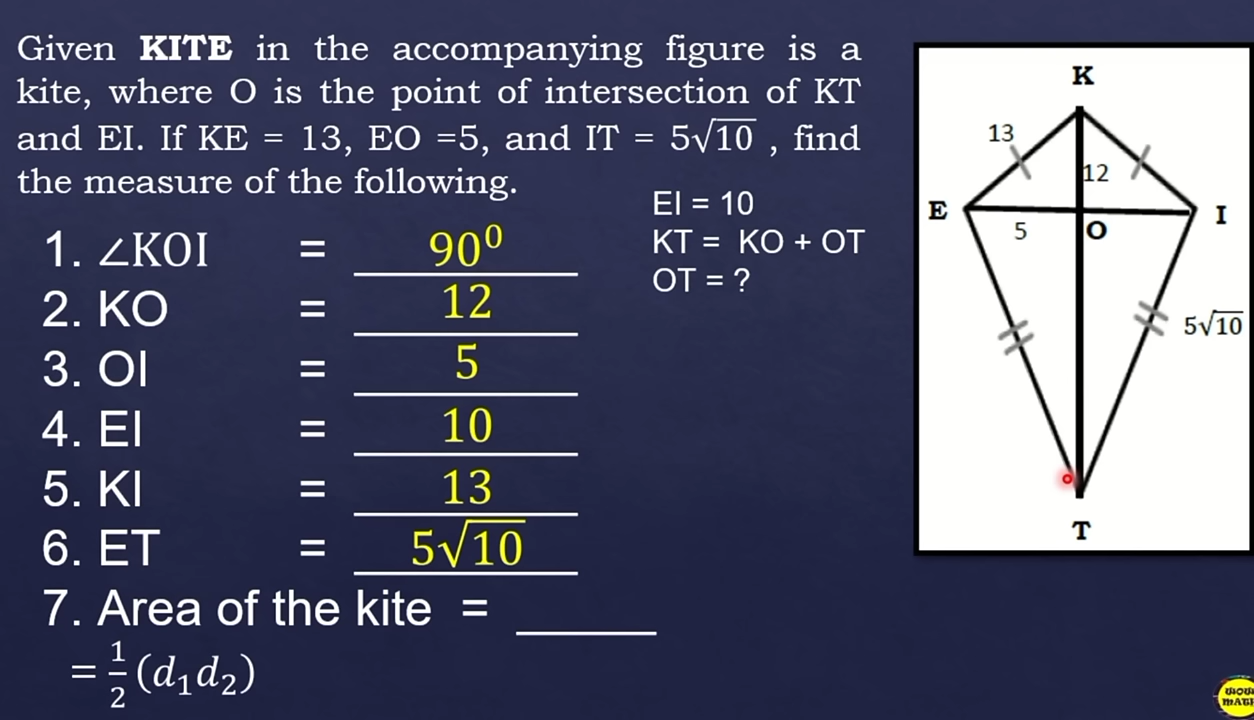 Given KITE in the accompanying figure is a
kite, where O is the point of intersection of KT
and EI. If KE = 13, EO =5, and IT = 5√10 , find
the measure of the following.
EI = 10
KT = KO + OT
OT = ?
1. ∠KOI = 90⁰
2. KO = 12
3. OI = 5
4. EI = 10
5. KI = 13
6. ET = 5√10
7. Area of the kite = ______
= 1/2 (d₁d₂)
K
13
12
E
I
5
O
5√10
T
WOW
MATH